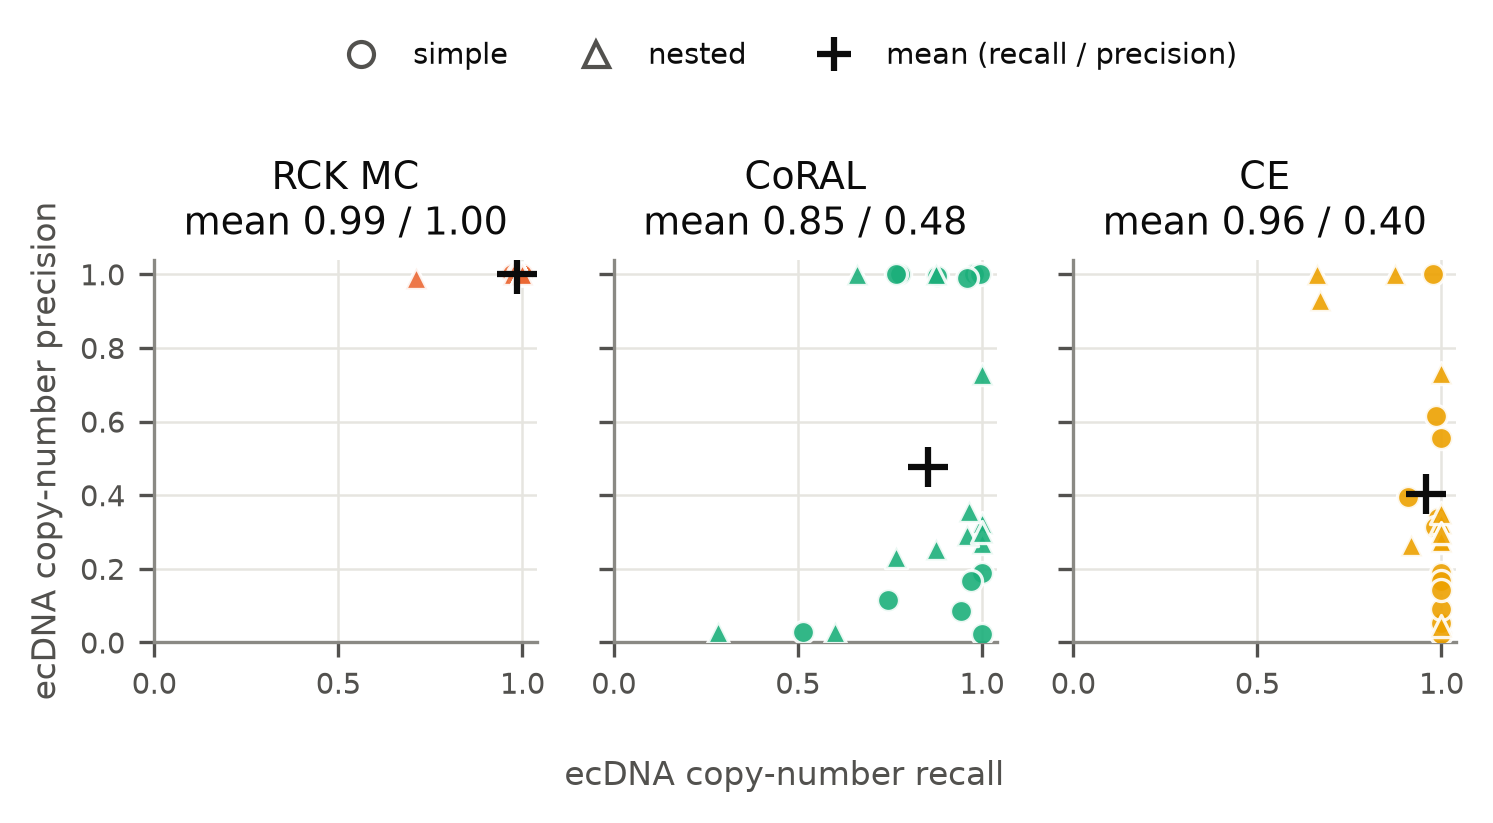 simple nested mean (recall / precision)
RCK MC
mean 0.99 / 1.00
CoRAL
mean 0.85 / 0.48
CE
mean 0.96 / 0.40
ecDNA copy-number precision
1.0
0.8
0.6
0.4
0.2
0.0
0.0 0.5 1.0
0.0 0.5 1.0
0.0 0.5 1.0
ecDNA copy-number recall